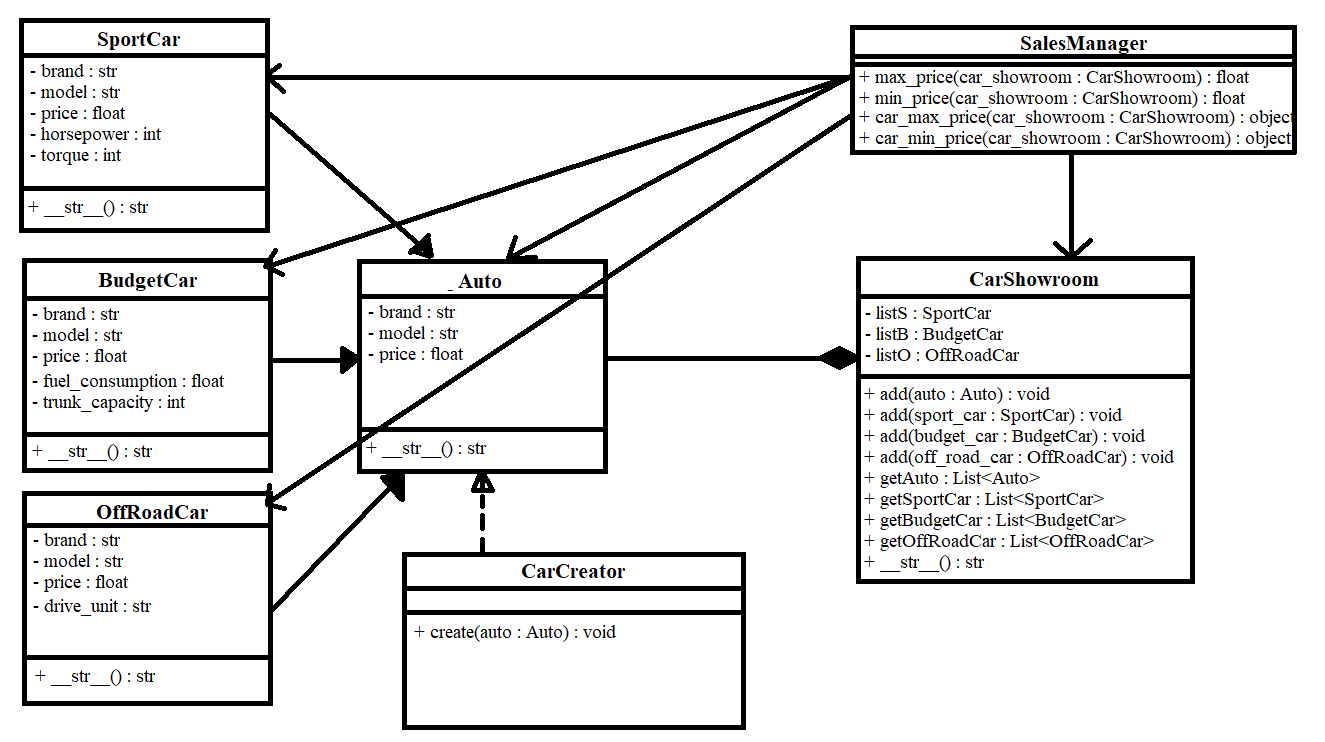 SportCar
- brand : str
- model : str
- price : float
- horsepower : int
- torque : int
+ __str__() : str
SalesManager
+ max_price(car_showroom : CarShowroom) : float
+ min_price(car_showroom : CarShowroom) : float
+ car_max_price(car_showroom : CarShowroom) : object
+ car_min_price(car_showroom : CarShowroom) : object
BudgetCar
- brand : str
- model : str
- price : float
- fuel_consumption : float
- trunk_capacity : int
+ __str__() : str
_ Auto
- brand : str
- model : str
- price : float
+ __str__() : str
CarShowroom
- listS : SportCar
- listB : BudgetCar
- listO : OffRoadCar
+ add(auto : Auto) : void
+ add(sport_car : SportCar) : void
+ add(budget_car : BudgetCar) : void
+ add(off_road_car : OffRoadCar) : void
+ getAuto : List<Auto>
+ getSportCar : List<SportCar>
+ getBudgetCar : List<BudgetCar>
+ getOffRoadCar : List<OffRoadCar>
+ __str__() : str
OffRoadCar
- brand : str
- model : str
- price : float
- drive_unit : str
+ __str__() : str
CarCreator
+ create(auto : Auto) : void